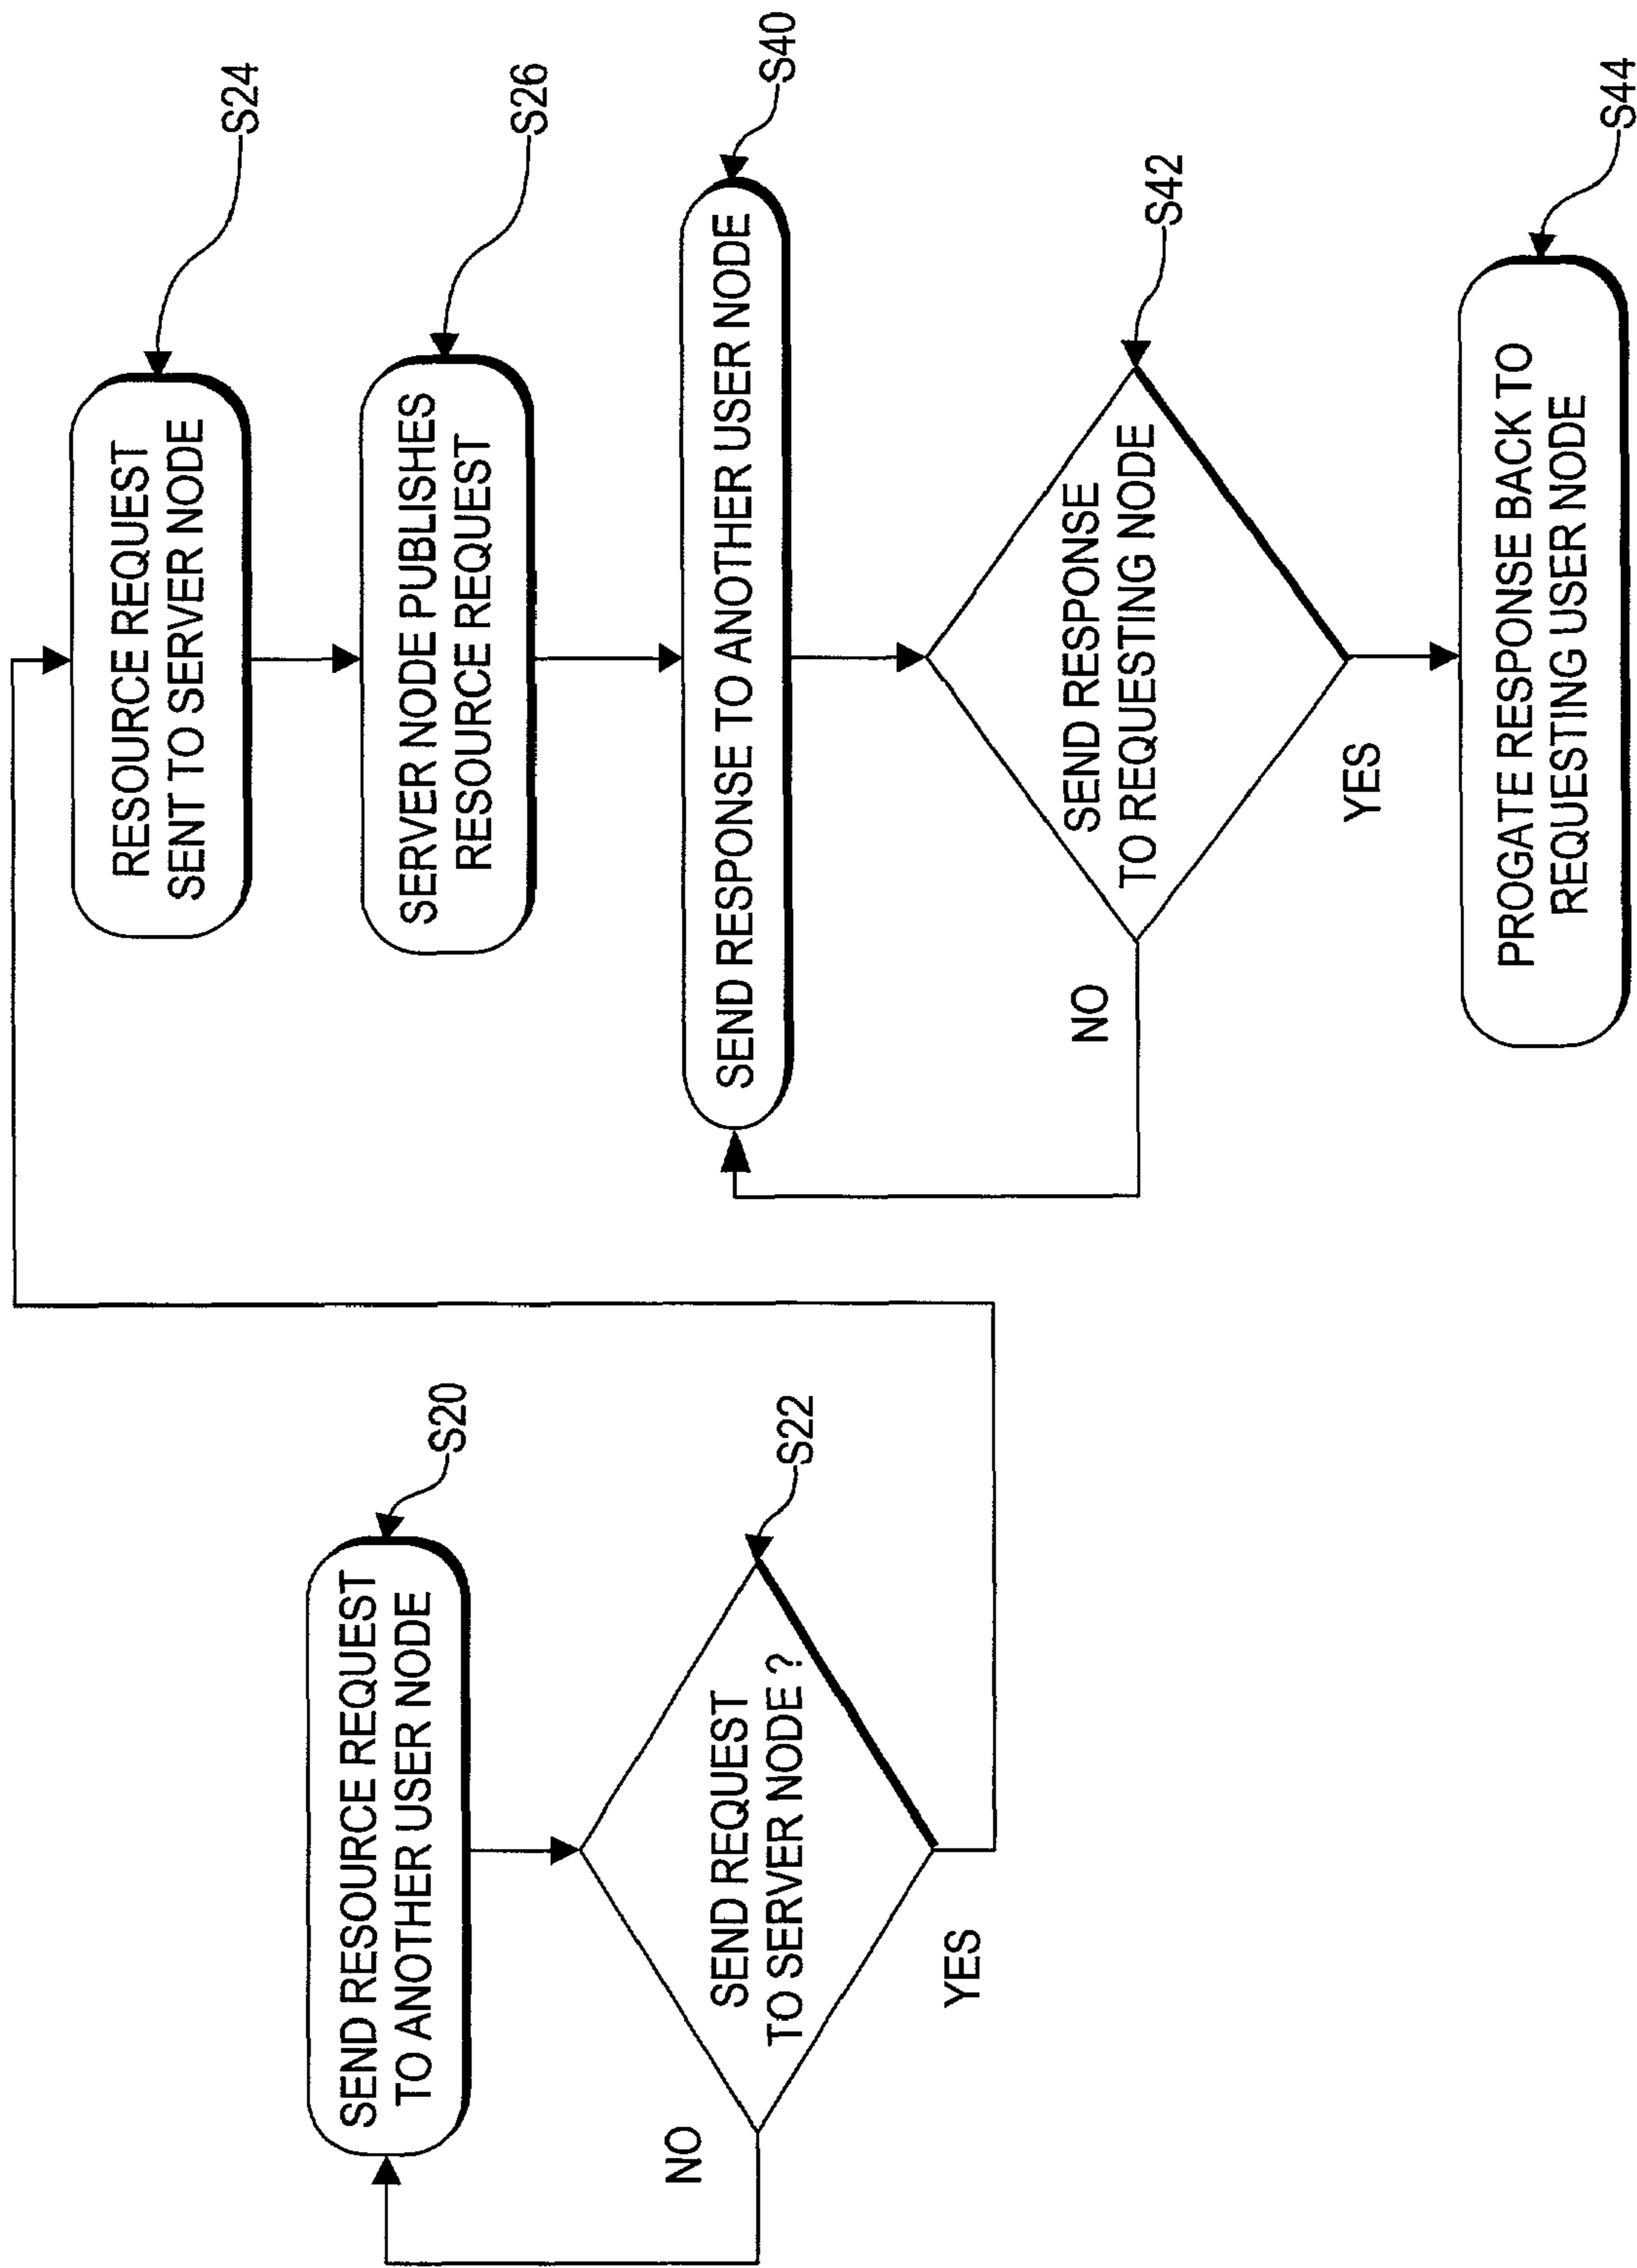 SEND RESOURCE REQUEST
TO ANOTHER USER NODE
S20
SEND REQUEST
TO SERVER NODE ?
S22
NO
YES
RESOURCE REQUEST
SENT TO SERVER NODE
S24
SERVER NODE PUBLISHES
RESOURCE REQUEST
S26
SEND RESPONSE TO ANOTHER USER NODE
S40
SEND RESPONSE
TO REQUESTING NODE
S42
NO
YES
PROGATE RESPONSE BACK TO
REQUESTING USER NODE
S44